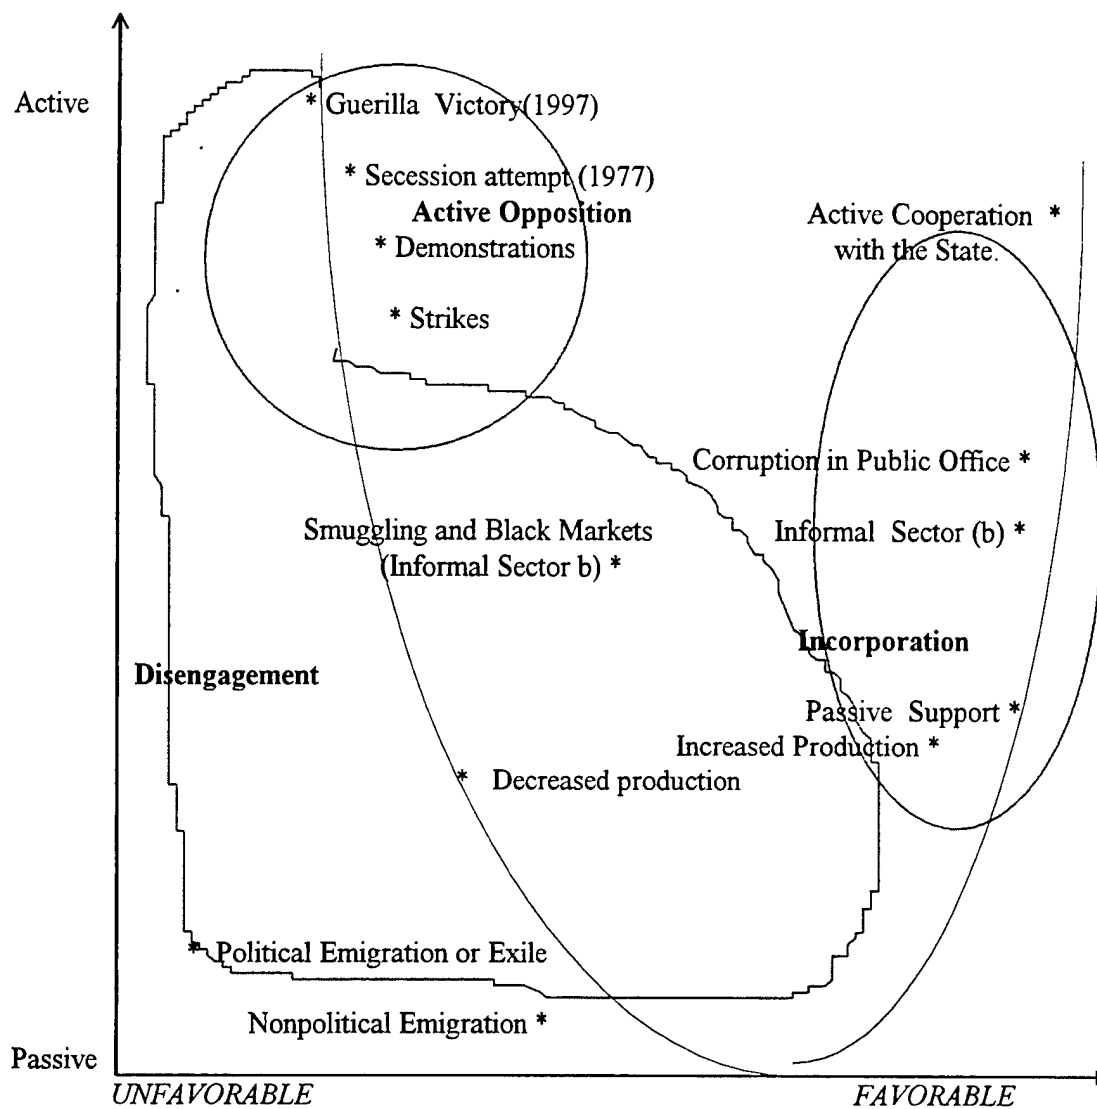 Active
* Guerilla Victory(1997)
* Secession attempt (1977)
Active Opposition
* Demonstrations
* Strikes
Active Cooperation *
with the State.
Corruption in Public Office *
Smuggling and Black Markets
(Informal Sector b) *
Informal Sector (b) *
Incorporation
Disengagement
Passive Support *
Increased Production *
* Decreased production
* Political Emigration or Exile
Nonpolitical Emigration *
Passive
UNFAVORABLE
FAVORABLE